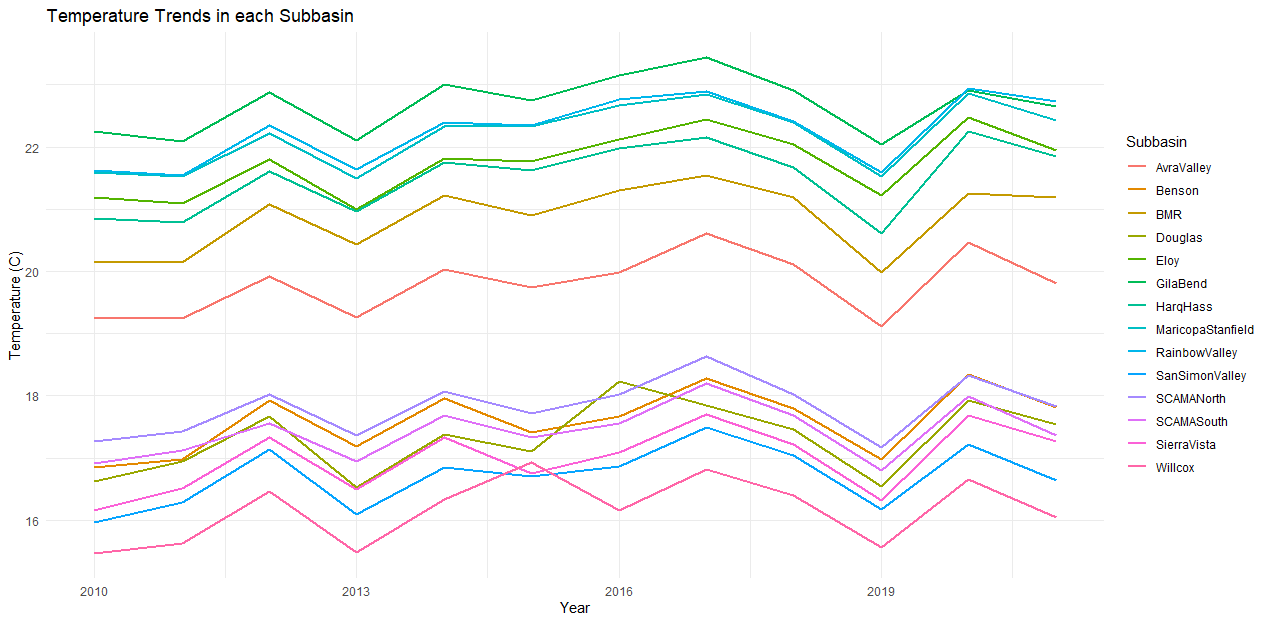 Temperature Trends in each Subbasin
Temperature (C)
22
20
18
16
2010
2013
2016
2019
Year
Subbasin
AvraValley
Benson
BMR
Douglas
Eloy
GilaBend
HarqHass
MaricopaStanfield
RainbowValley
SanSimonValley
SCAMANorth
SCAMASouth
SierraVista
Willcox